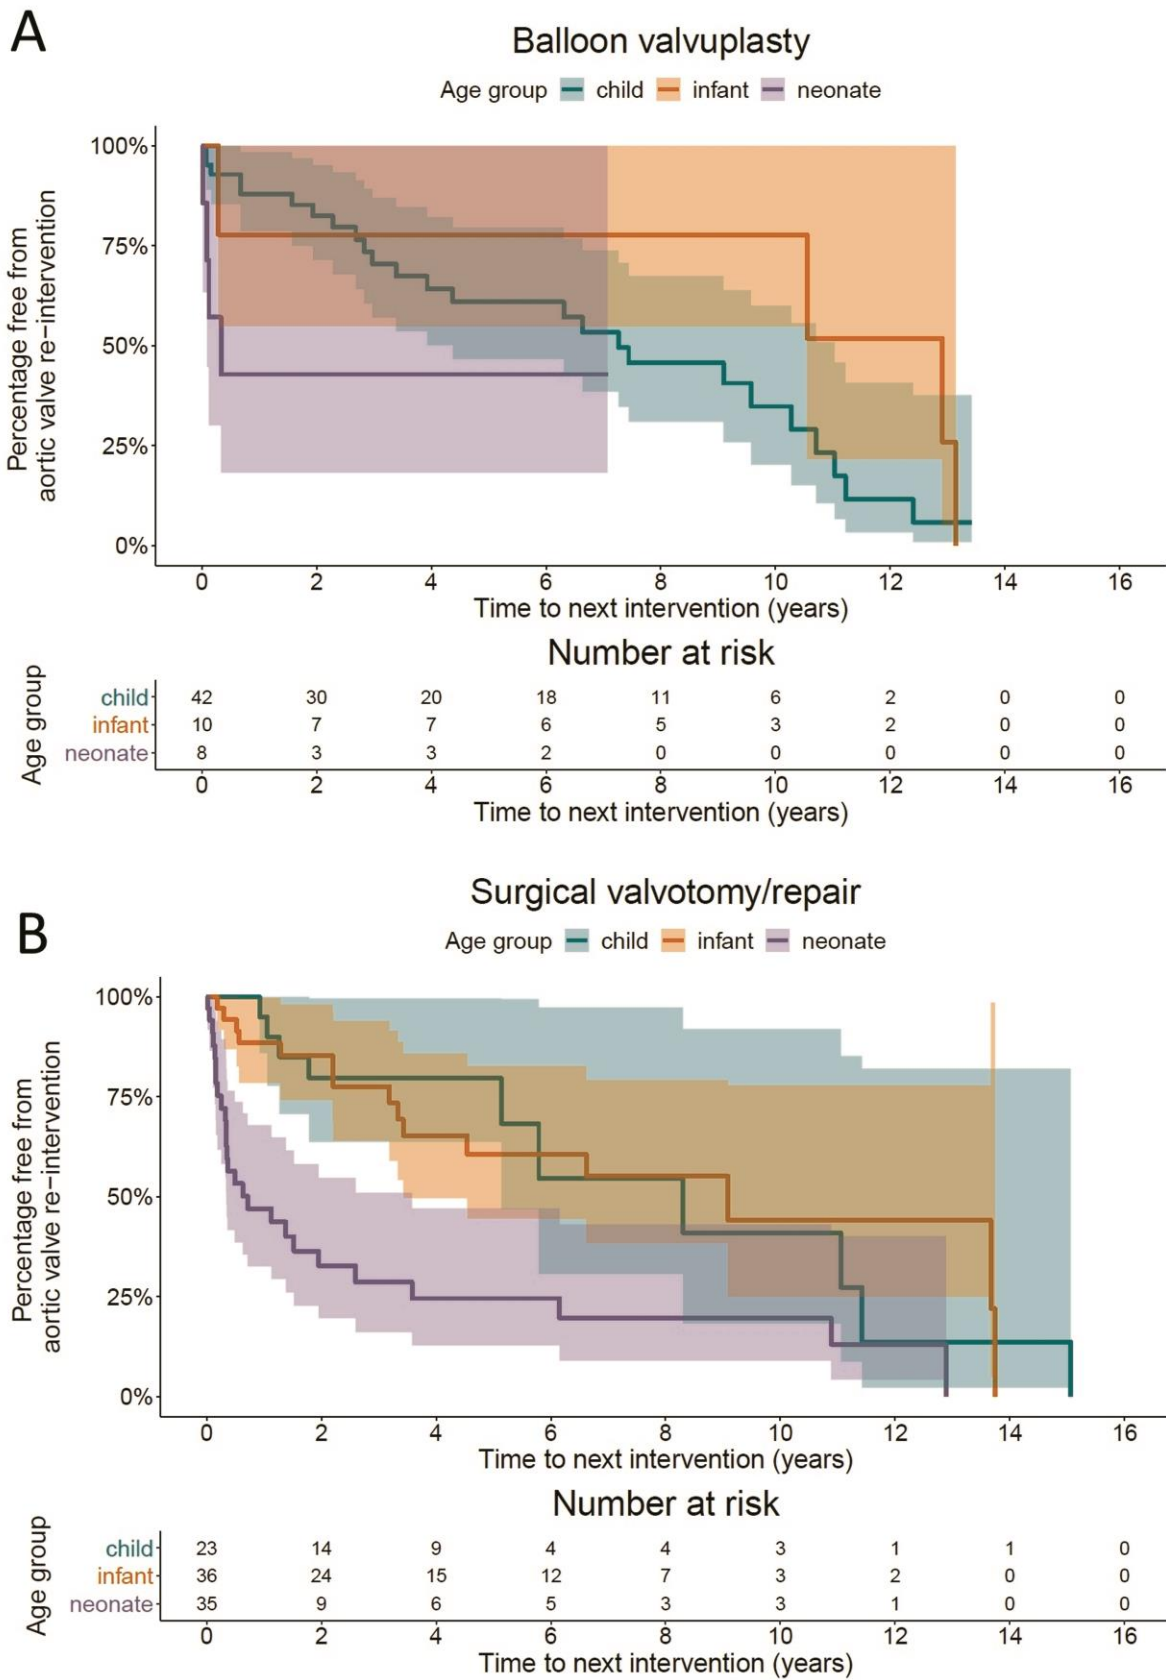 A
Balloon valvuplasty
Age group child infant neonate
Percentage free from
aortic valve re−intervention
100%
75%
50%
25%
0%
0 2 4 6 8 10 12 14 16
Time to next intervention (years)
Number at risk
Age group
child 42 30 20 18 11 6 2 0 0
infant 10 7 7 6 5 3 2 0 0
neonate 8 3 3 2 0 0 0 0 0
0 2 4 6 8 10 12 14 16
Time to next intervention (years)
B
Surgical valvotomy/repair
Age group child infant neonate
Percentage free from
aortic valve re−intervention
100%
75%
50%
25%
0%
0 2 4 6 8 10 12 14 16
Time to next intervention (years)
Number at risk
Age group
child 23 14 9 4 4 3 1 1 0
infant 36 24 15 12 7 3 2 0 0
neonate 35 9 6 5 3 3 1 0 0
0 2 4 6 8 10 12 14 16
Time to next intervention (years)